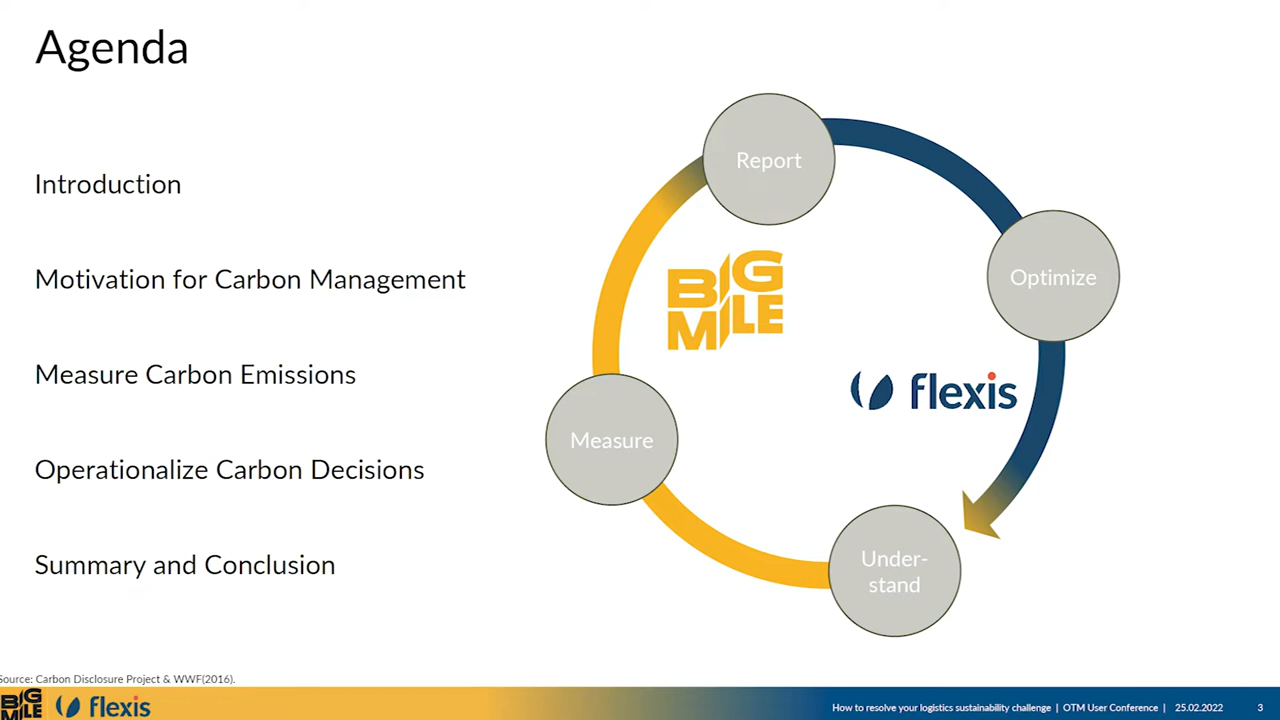 Agenda
Introduction
Motivation for Carbon Management
Measure Carbon Emissions
Operationalize Carbon Decisions
Summary and Conclusion
Report
Optimize
BIG
MILE
flexis
Measure
Under-
stand
Source: Carbon Disclosure Project & WWF(2016).
BIG
MILE
flexis
How to resolve your logistics sustainability challenge | OTM User Conference | 25.02.2022 3